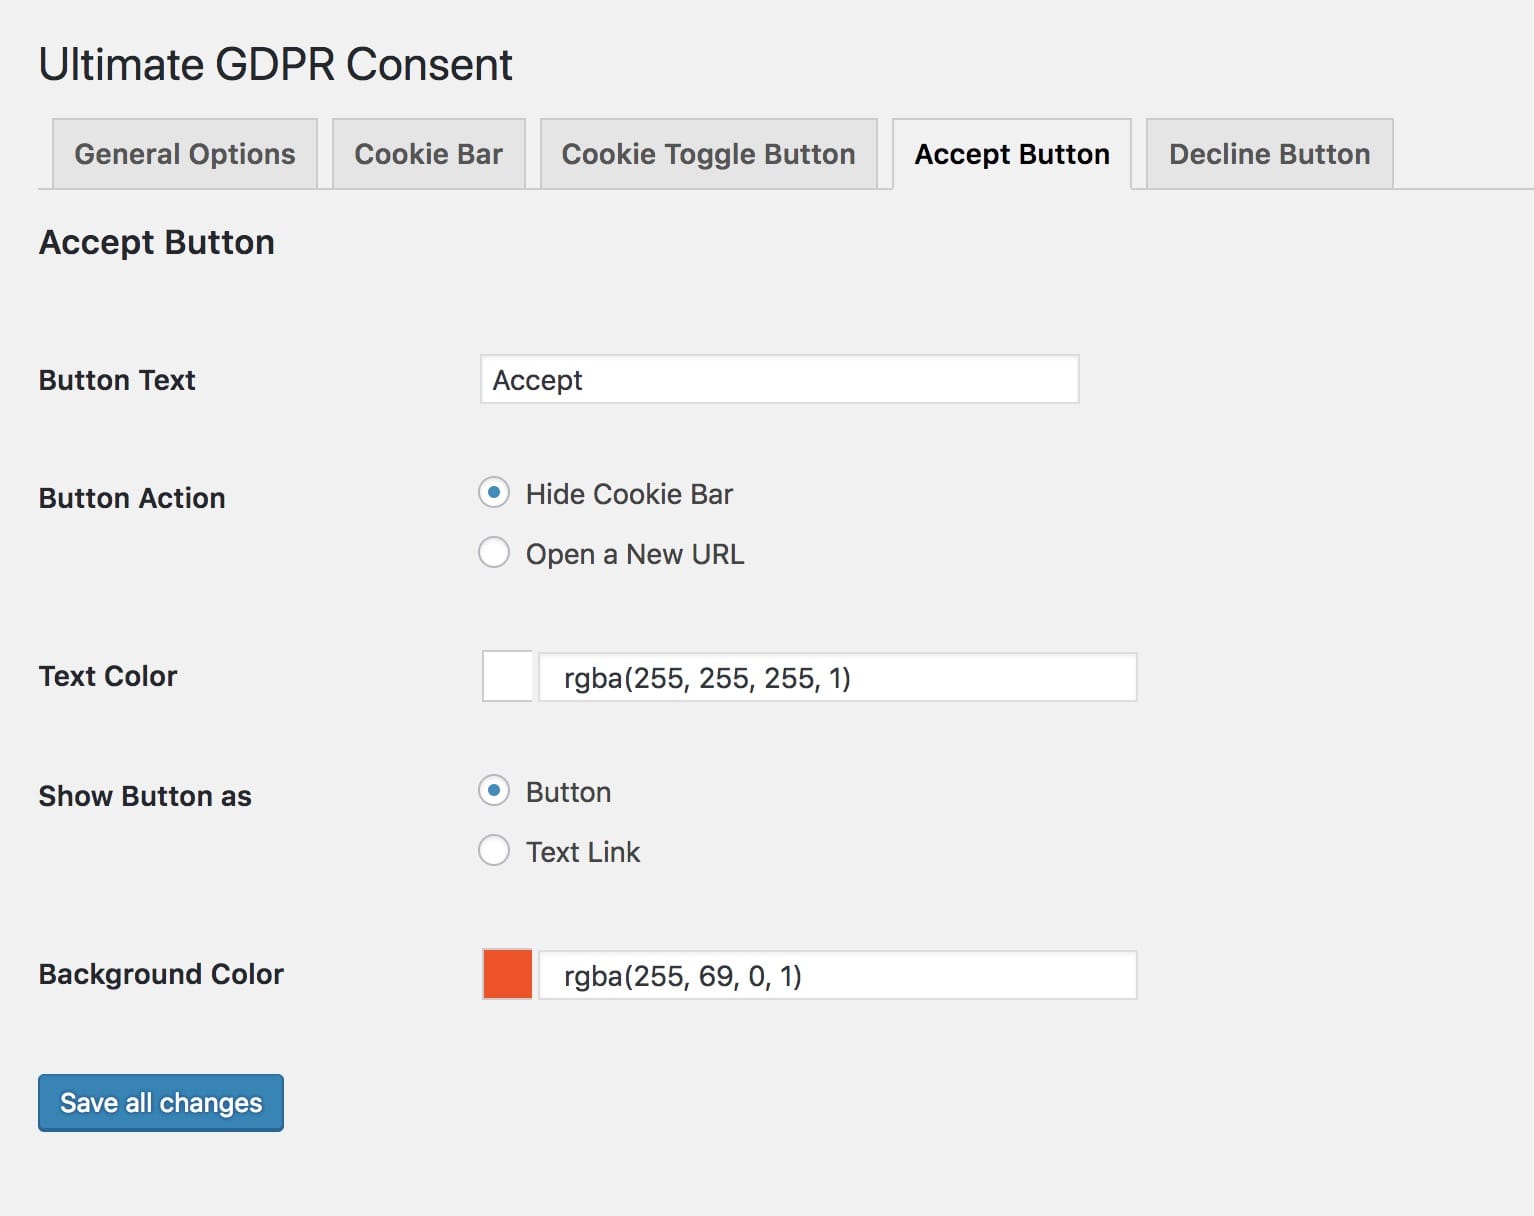 Ultimate GDPR Consent
General Options Cookie Bar Cookie Toggle Button Accept Button Decline Button
Accept Button
Button Text Accept
Button Action Hide Cookie Bar
Open a New URL
Text Color rgba(255, 255, 255, 1)
Show Button as Button
Text Link
Background Color rgba(255, 69, 0, 1)
Save all changes